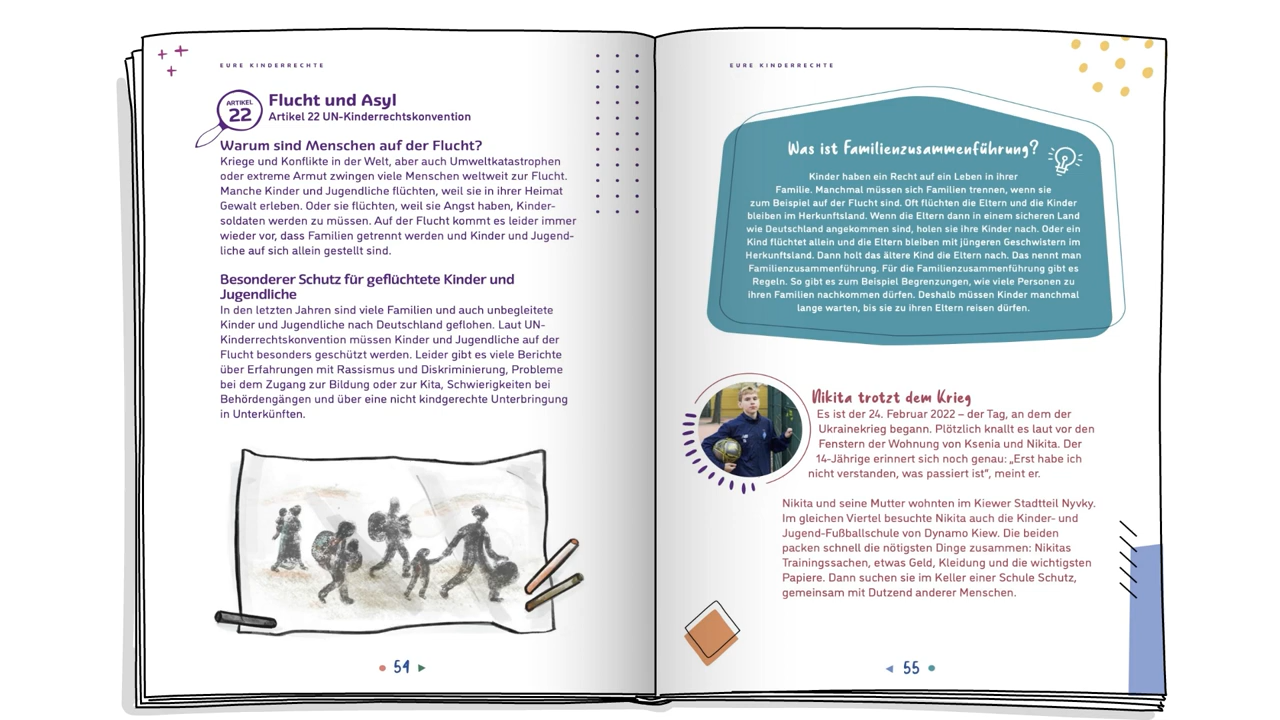 EURE KINDERRECHTE
ARTIKEL
22
Flucht und Asyl
Artikel 22 UN-Kinderrechtskonvention
Warum sind Menschen auf der Flucht?
Kriege und Konflikte in der Welt, aber auch Umweltkatastrophen
oder extreme Armut zwingen viele Menschen weltweit zur Flucht.
Manche Kinder und Jugendliche flüchten, weil sie in ihrer Heimat
Gewalt erleben. Oder sie flüchten, weil sie Angst haben, Kinder-
soldaten werden zu müssen. Auf der Flucht kommt es leider immer
wieder vor, dass Familien getrennt werden und Kinder und Jugend-
liche auf sich allein gestellt sind.
Besonderer Schutz für geflüchtete Kinder und
Jugendliche
In den letzten Jahren sind viele Familien und auch unbegleitete
Kinder und Jugendliche nach Deutschland geflohen. Laut UN-
Kinderrechtskonvention müssen Kinder und Jugendliche auf der
Flucht besonders geschützt werden. Leider gibt es viele Berichte
über Erfahrungen mit Rassismus und Diskriminierung, Probleme
bei dem Zugang zur Bildung oder zur Kita, Schwierigkeiten bei
Behördengängen und über eine nicht kindgerechte Unterbringung
in Unterkünften.
54
EURE KINDERRECHTE
Was ist Familienzusammenführung?
Kinder haben ein Recht auf ein Leben in ihrer
Familie. Manchmal müssen sich Familien trennen, wenn sie
zum Beispiel auf der Flucht sind. Oft flüchten die Eltern und die Kinder
bleiben im Herkunftsland. Wenn die Eltern dann in einem sicheren Land
wie Deutschland angekommen sind, holen sie ihre Kinder nach. Oder ein
Kind flüchtet allein und die Eltern bleiben mit jüngeren Geschwistern im
Herkunftsland. Dann holt das ältere Kind die Eltern nach. Das nennt man
Familienzusammenführung. Für die Familienzusammenführung gibt es
Regeln. So gibt es zum Beispiel Begrenzungen, wie viele Personen zu
ihren Familien nachkommen dürfen. Deshalb müssen Kinder manchmal
lange warten, bis sie zu ihren Eltern reisen dürfen.
Nikita trotzt dem Krieg
Es ist der 24. Februar 2022 – der Tag, an dem der
Ukrainekrieg begann. Plötzlich knallt es laut vor den
Fenstern der Wohnung von Ksenia und Nikita. Der
14-Jährige erinnert sich noch genau: „Erst habe ich
nicht verstanden, was passiert ist“, meint er.
Nikita und seine Mutter wohnten im Kiewer Stadtteil Nyvky.
Im gleichen Viertel besuchte Nikita auch die Kinder- und
Jugend-Fußballschule von Dynamo Kiew. Die beiden
packen schnell die nötigsten Dinge zusammen: Nikitas
Trainingssachen, etwas Geld, Kleidung und die wichtigsten
Papiere. Dann suchen sie im Keller einer Schule Schutz,
gemeinsam mit Dutzend anderer Menschen.
55